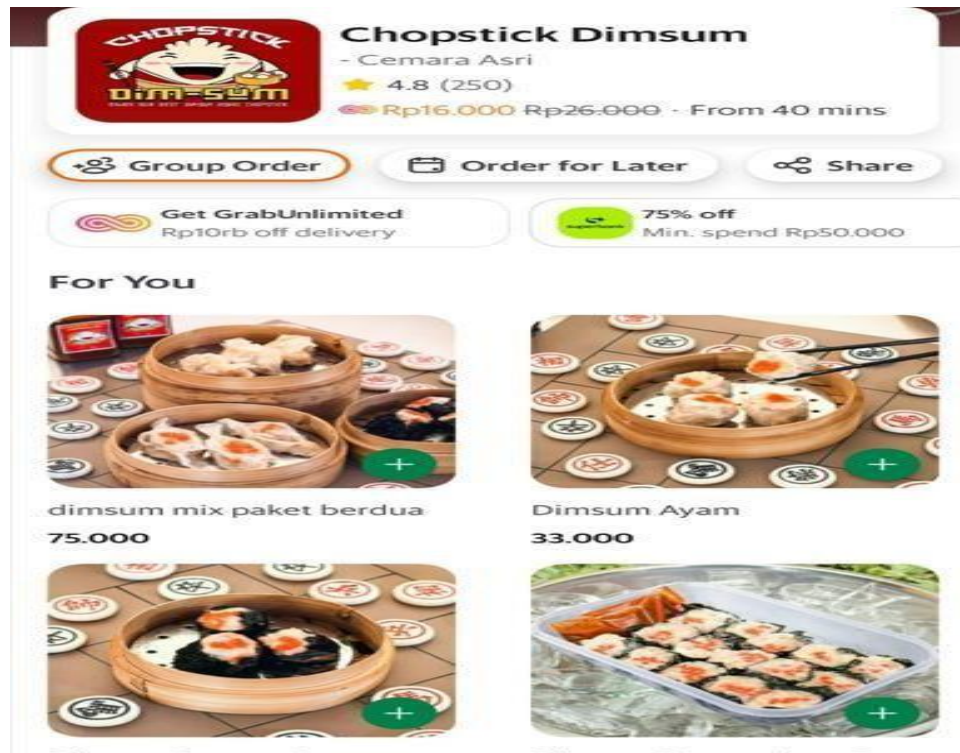 CHOPSTICK
DIM-SUM
Chopstick Dimsum
- Cemara Asri
4.8 (250)
Rp16.000 Rp26.000 · From 40 mins
Group Order
Order for Later
Share
Get GrabUnlimited
Rp10rb off delivery
75% off
Min. spend Rp50.000
For You
dimsum mix paket berdua
75.000
Dimsum Ayam
33.000